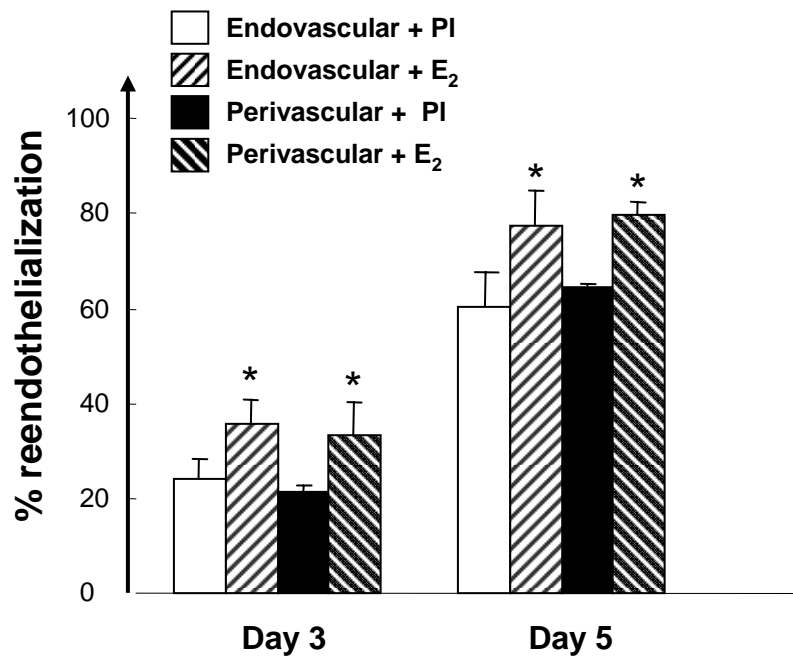 Endovascular + PI
Endovascular + E₂
Perivascular + PI
Perivascular + E₂
% reendothelialization
100
80
60
40
20
0
* * * *
Day 3 Day 5